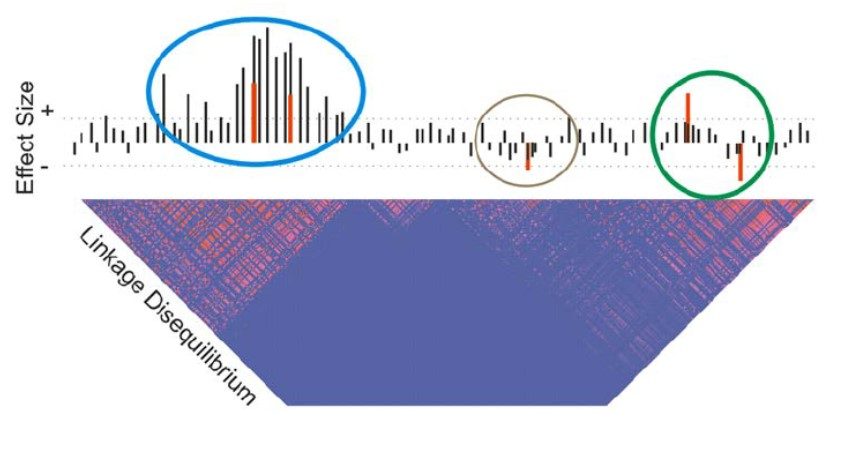 Effect Size
+
-
Linkage Disequilibrium